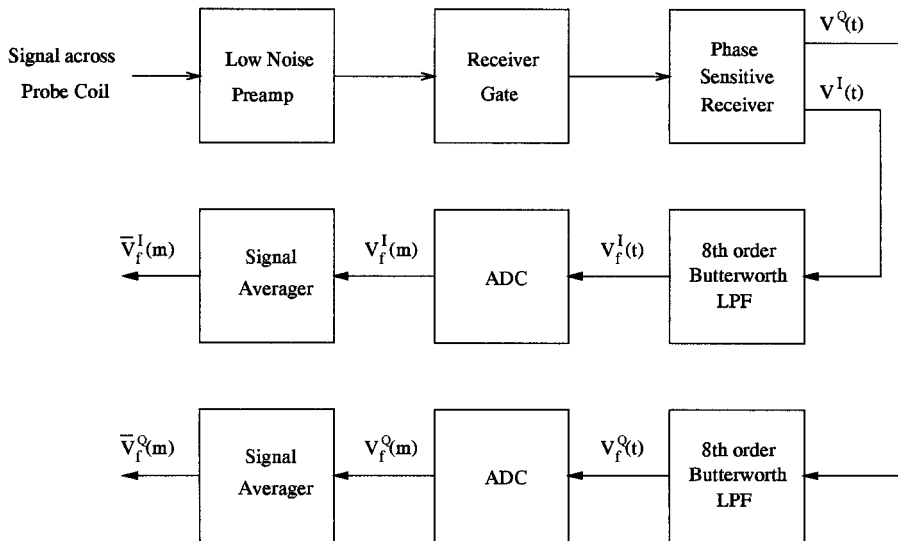 Signal across
Probe Coil
Low Noise
Preamp
Receiver
Gate
Phase
Sensitive
Receiver
V^Q(t)
V^I(t)
V̅_f^I(m)
Signal
Averager
V_f^I(m)
ADC
V_f^I(t)
8th order
Butterworth
LPF
V̅_f^Q(m)
Signal
Averager
V_f^Q(m)
ADC
V_f^Q(t)
8th order
Butterworth
LPF